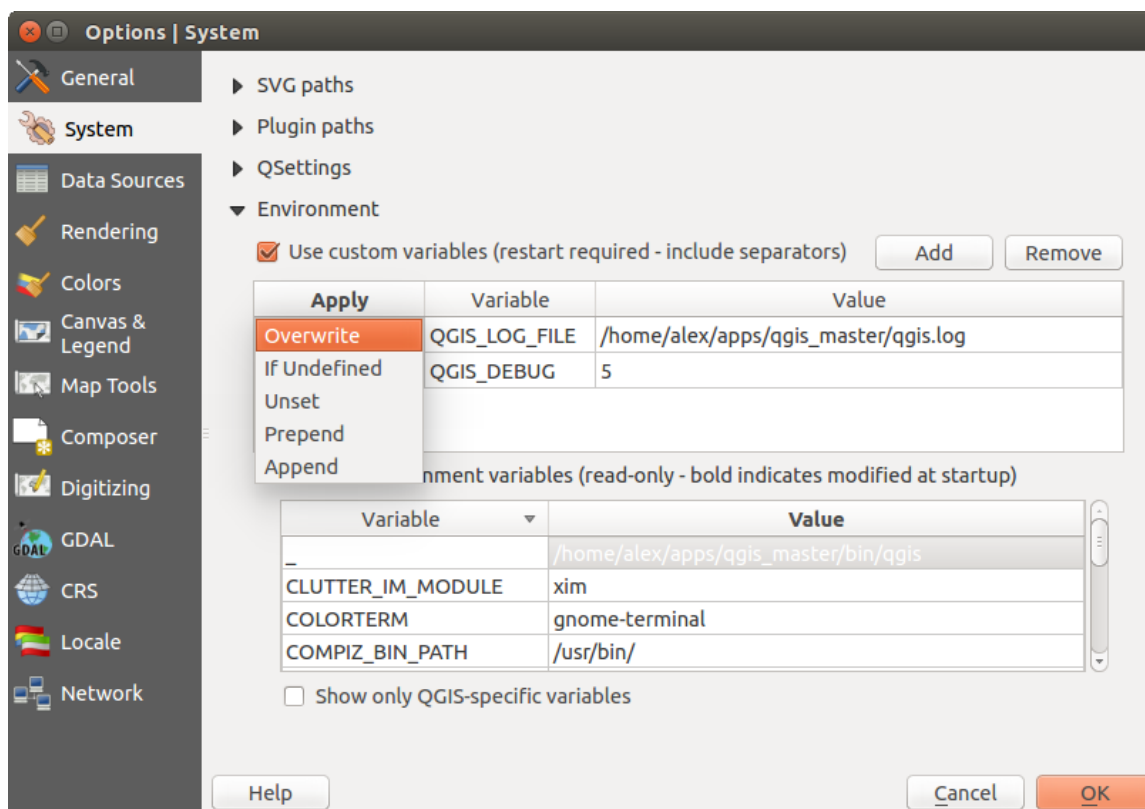 Options | System
General
System
Data Sources
Rendering
Colors
Canvas &
Legend
Map Tools
Composer
Digitizing
GDAL
CRS
Locale
Network
SVG paths
Plugin paths
QSettings
Environment
Use custom variables (restart required - include separators)
Add
Remove
Apply Variable Value
Overwrite QGIS_LOG_FILE /home/alex/apps/qgis_master/qgis.log
If Undefined QGIS_DEBUG 5
Unset
Prepend
Append
variables (read-only - bold indicates modified at startup)
Variable Value
_ /home/alex/apps/qgis_master/bin/qgis
CLUTTER_IM_MODULE xim
COLORTERM gnome-terminal
COMPIZ_BIN_PATH /usr/bin/
Show only QGIS-specific variables
Help
Cancel
OK